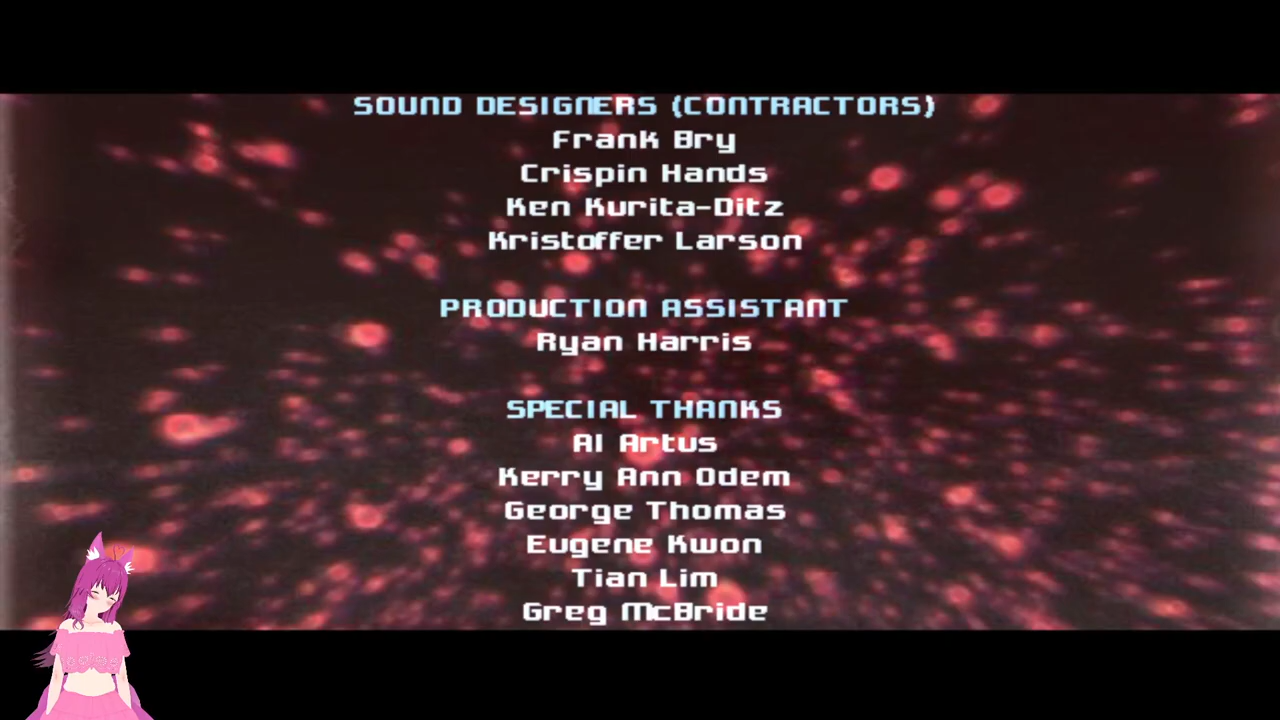 SOUND DESIGNERS (CONTRACTORS)
Frank Bry
Crispin Hands
Ken Kurita-Ditz
Kristoffer Larson
PRODUCTION ASSISTANT
Ryan Harris
SPECIAL THANKS
Al Artus
Kerry Ann Odem
George Thomas
Eugene Kwon
Tian Lim
Greg McBride